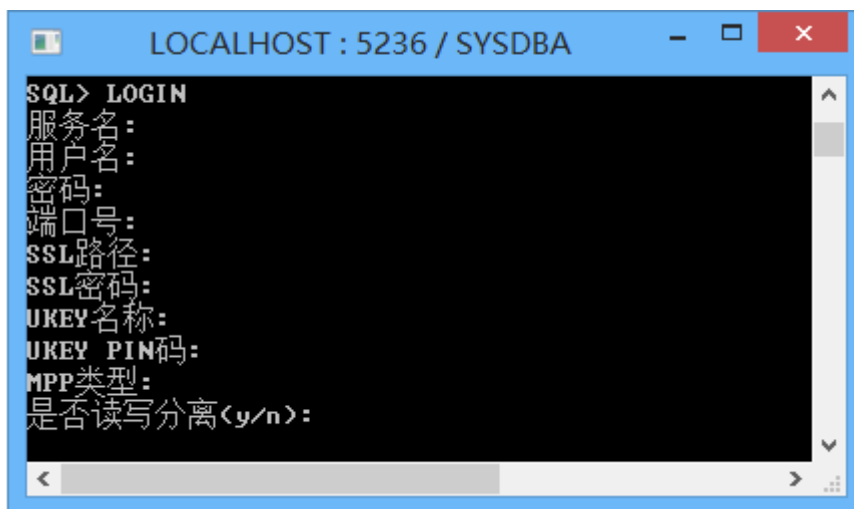 LOCALHOST : 5236 / SYSDBA
SQL> LOGIN
服务名:
用户名:
密码:
端口号:
SSL路径:
SSL密码:
UKEY名称:
UKEY PIN码:
MPP类型:
是否读写分离(y/n):